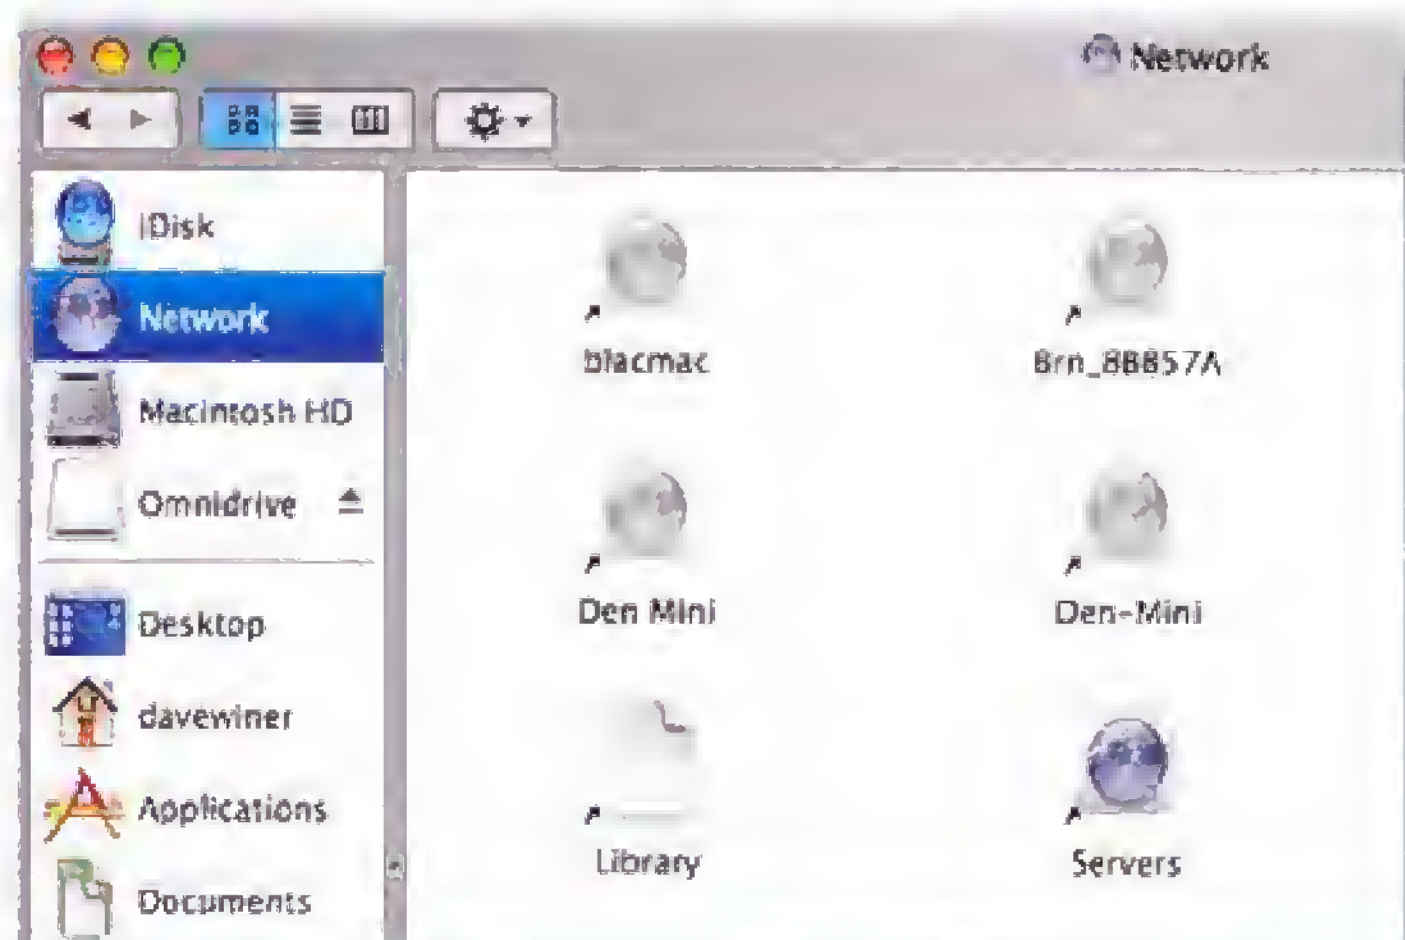 Network
iDisk
Network
Macintosh HD
Omnidrive
Desktop
davewiner
Applications
Documents
blacmac
Brn_8B857A
Den Mini
Den-Mini
Library
Servers